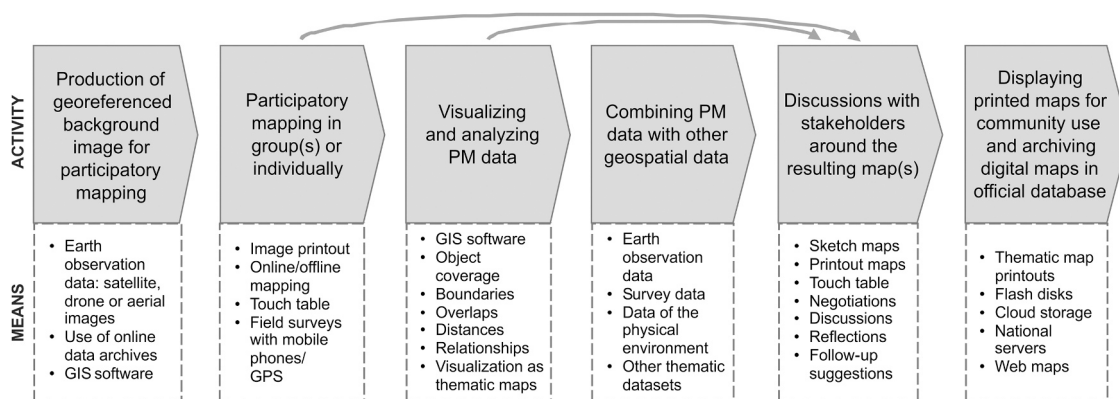 ACTIVITY
Production of
georeferenced
background
image for
participatory
mapping
Participatory
mapping in
group(s) or
individually
Visualizing
and analyzing
PM data
Combining PM
data with other
geospatial data
Discussions with
stakeholders
around the
resulting map(s)
Displaying
printed maps for
community use
and archiving
digital maps in
official database
MEANS
• Earth
observation
data: satellite,
drone or aerial
images
• Use of online
data archives
• GIS software
• Image printout
• Online/offline
mapping
• Touch table
• Field surveys
with mobile
phones/
GPS
• GIS software
• Object
coverage
• Boundaries
• Overlaps
• Distances
• Relationships
• Visualization as
thematic maps
• Earth
observation
data
• Survey data
• Data of the
physical
environment
• Other thematic
datasets
• Sketch maps
• Printout maps
• Touch table
• Negotiations
• Discussions
• Reflections
• Follow-up
suggestions
• Thematic map
printouts
• Flash disks
• Cloud storage
• National
servers
• Web maps